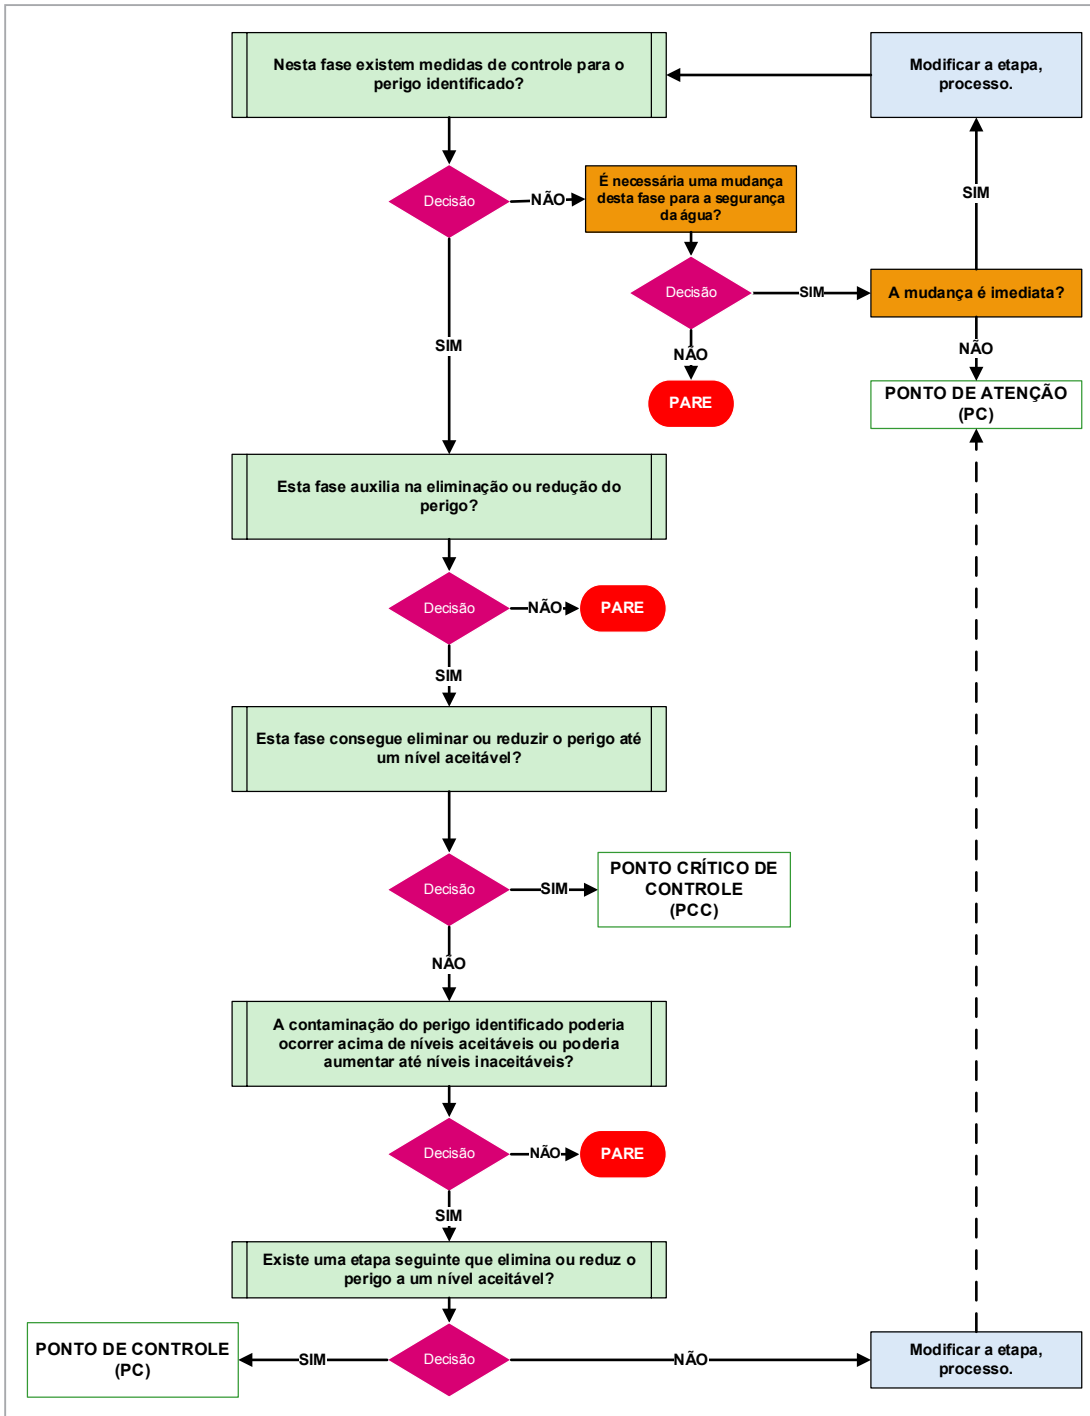 Nesta fase existem medidas de controle para o
perigo identificado?
Modificar a etapa,
processo.
Decisão
NÃO
É necessária uma mudança
desta fase para a segurança
da água?
SIM
Decisão
SIM
A mudança é imediata?
SIM
NÃO
NÃO
PARE
PONTO DE ATENÇÃO
(PC)
Esta fase auxilia na eliminação ou redução do
perigo?
Decisão
NÃO
PARE
SIM
Esta fase consegue eliminar ou reduzir o perigo até
um nível aceitável?
Decisão
SIM
PONTO CRÍTICO DE
CONTROLE
(PCC)
NÃO
A contaminação do perigo identificado poderia
ocorrer acima de níveis aceitáveis ou poderia
aumentar até níveis inaceitáveis?
Decisão
NÃO
PARE
SIM
Existe uma etapa seguinte que elimina ou reduz o
perigo a um nível aceitável?
PONTO DE CONTROLE
(PC)
SIM
Decisão
NÃO
Modificar a etapa,
processo.